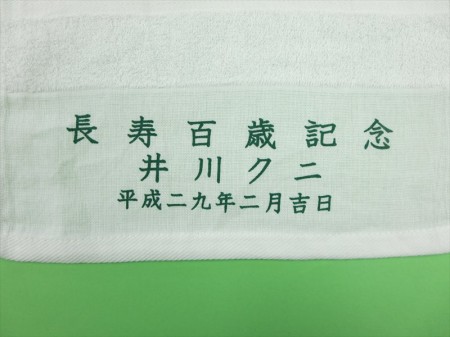 長寿百歳記念
井川クニ
平成二九年二月吉日